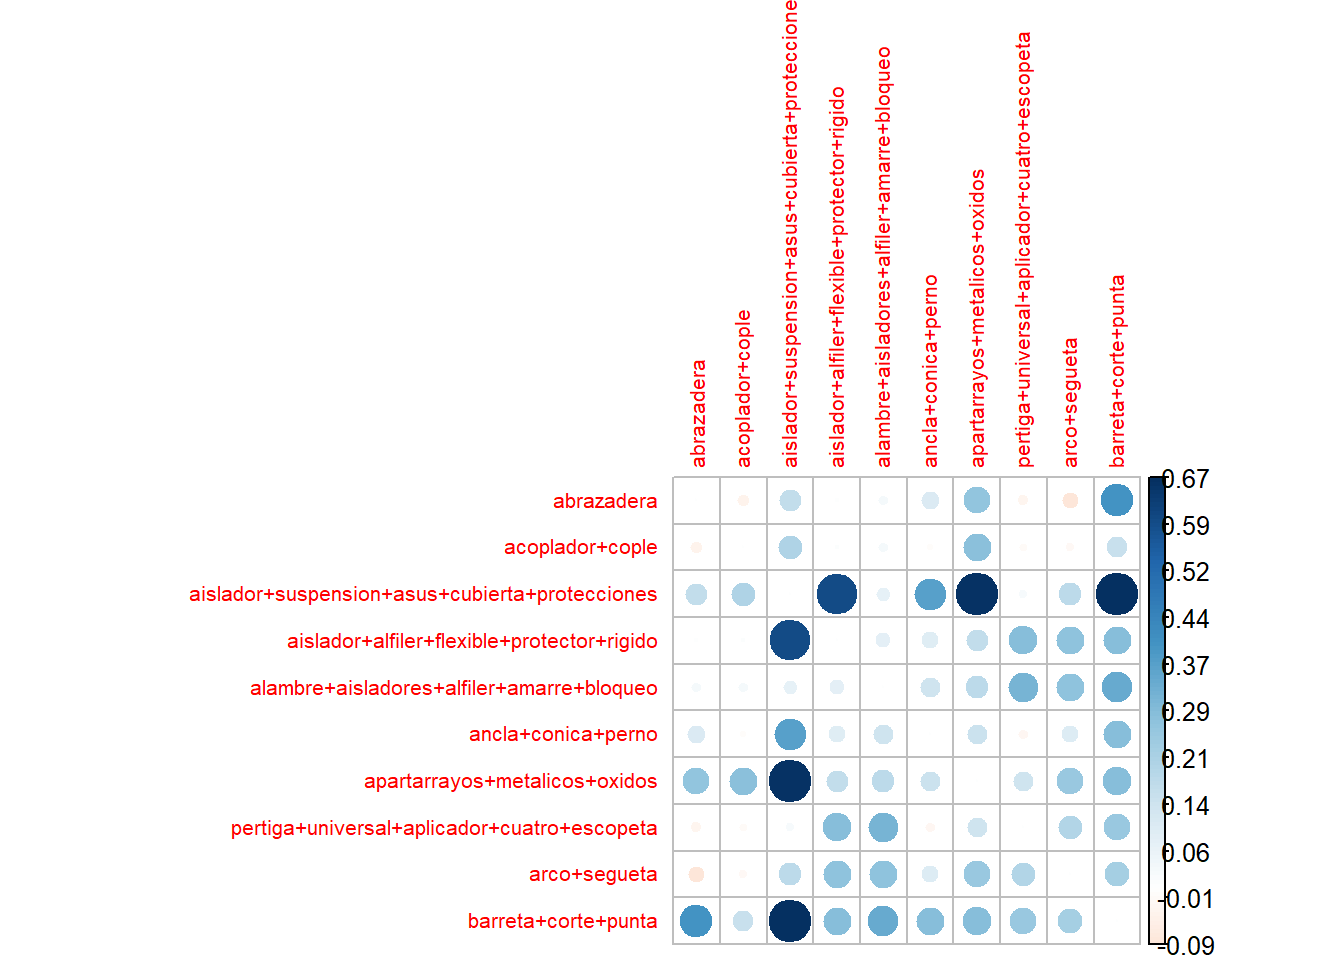 abrazadera
acoplador+cople
aislador+suspension+asus+cubierta+proteccione
aislador+alfiler+flexible+protector+rigido
alambre+aisladores+alfiler+amarre+bloqueo
ancla+conica+perno
apartarrayos+metalicos+oxidos
pertiga+universal+aplicador+cuatro+escopeta
arco+segueta
barreta+corte+punta
abrazadera
acoplador+cople
aislador+suspension+asus+cubierta+protecciones
aislador+alfiler+flexible+protector+rigido
alambre+aisladores+alfiler+amarre+bloqueo
ancla+conica+perno
apartarrayos+metalicos+oxidos
pertiga+universal+aplicador+cuatro+escopeta
arco+segueta
barreta+corte+punta
0.67
0.59
0.52
0.44
0.37
0.29
0.21
0.14
0.06
-0.01
-0.09